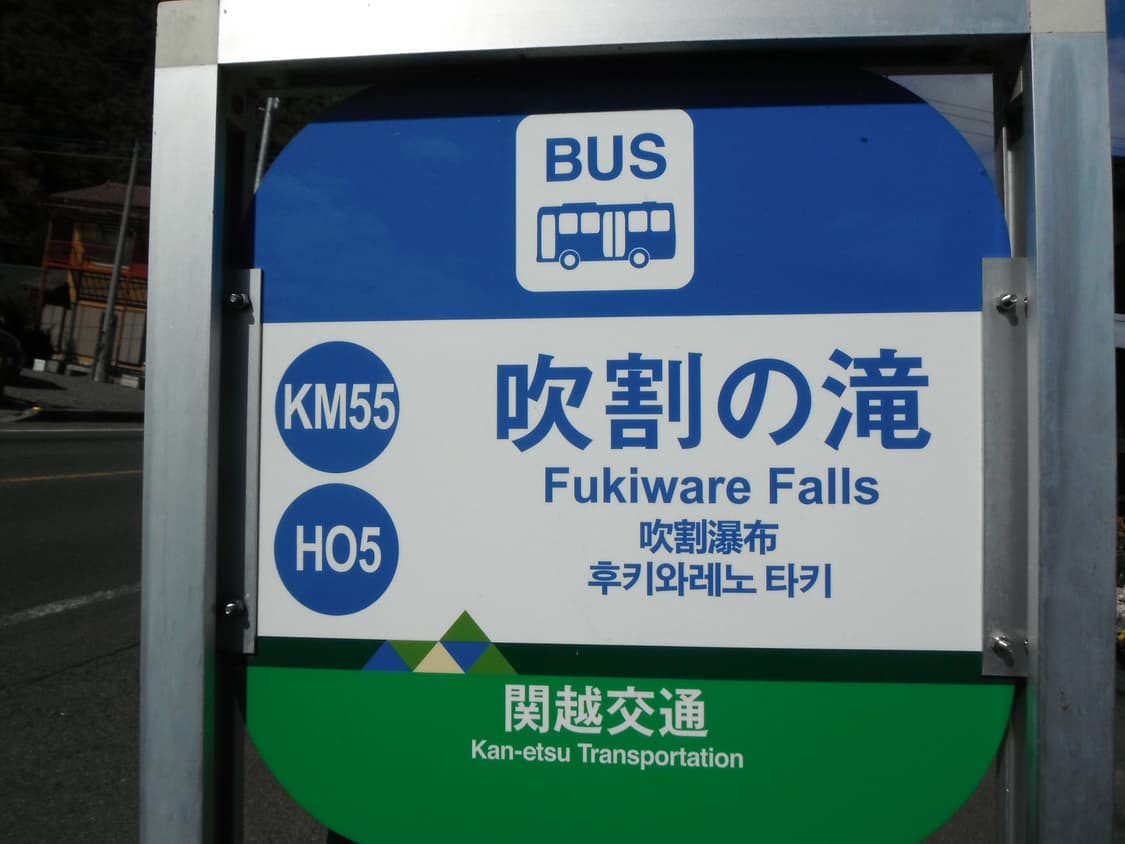 BUS
KM55
HO5
吹割の滝
Fukiware Falls
吹割瀑布
후키와레노 타키
関越交通
Kan-etsu Transportation